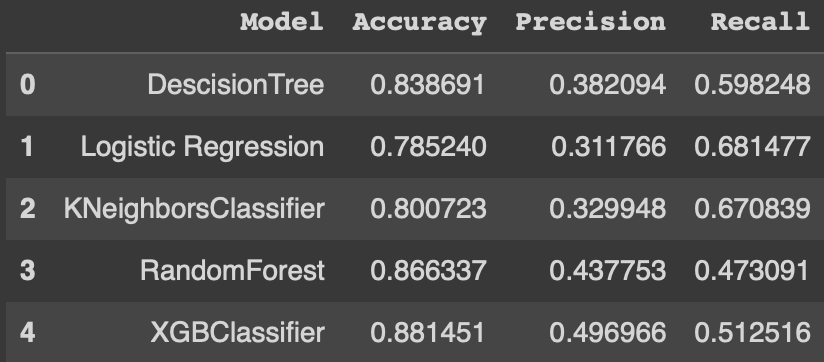 Model Accuracy Precision Recall
0 DescisionTree 0.838691 0.382094 0.598248
1 Logistic Regression 0.785240 0.311766 0.681477
2 KNeighborsClassifier 0.800723 0.329948 0.670839
3 RandomForest 0.866337 0.437753 0.473091
4 XGBClassifier 0.881451 0.496966 0.512516